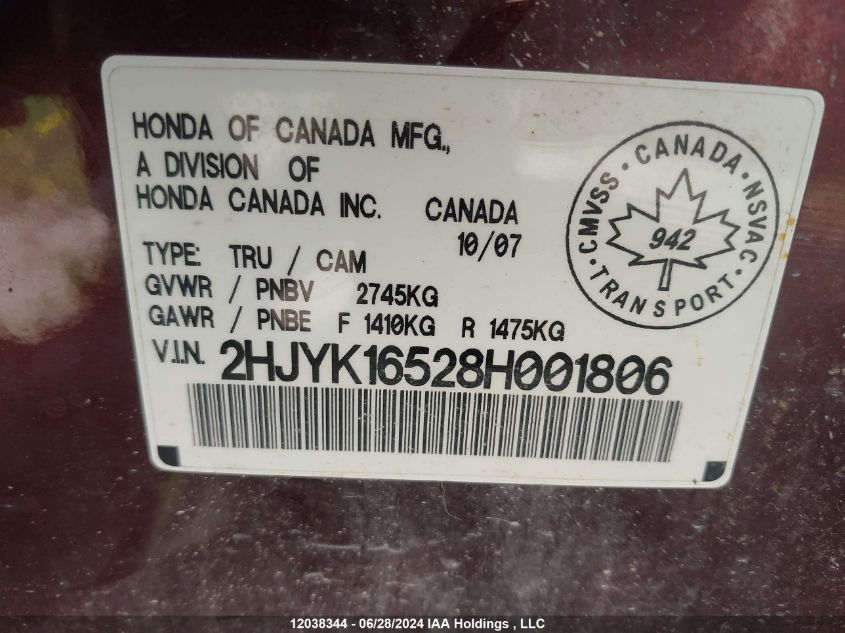 HONDA OF CANADA MFG.,
A DIVISION OF
HONDA CANADA INC. CANADA
10/07
TYPE: TRU / CAM
GVWR / PNBV 2745KG
GAWR / PNBE F 1410KG R 1475KG
V.I.N. 2HJYK16528H001806
CMVSS · CANADA · NSVAC
· TRANSPORT ·
942
12038344 - 06/28/2024 IAA Holdings , LLC